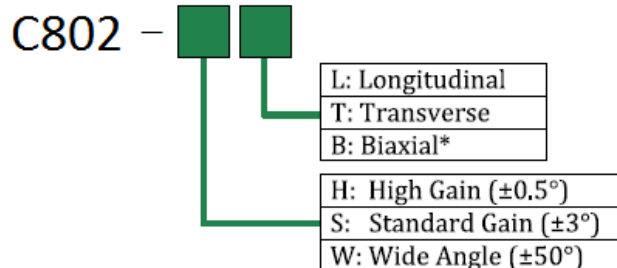 C802 –
L: Longitudinal
T: Transverse
B: Biaxial*
H: High Gain (±0.5°)
S: Standard Gain (±3°)
W: Wide Angle (±50°)